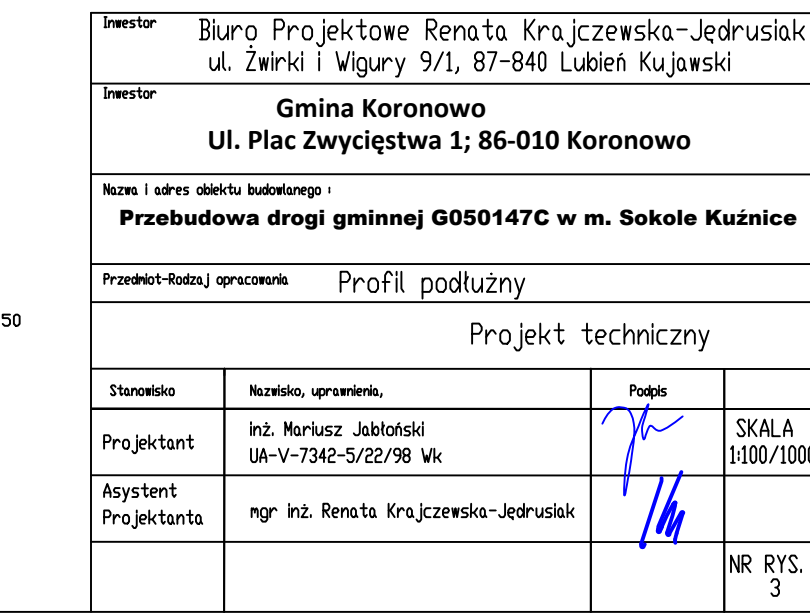 Inwestor
Biuro Projektowe Renata Krajczewska-Jędrusiak
ul. Żwirki i Wigury 9/1, 87-840 Lubień Kujawski
Inwestor
Gmina Koronowo
Ul. Plac Zwycięstwa 1; 86-010 Koronowo
Nazwa i adres obiektu budowlanego :
Przebudowa drogi gminnej G050147C w m. Sokole Kuźnice
Przedmiot-Rodzaj opracowania Profil podłużny
50
Projekt techniczny
Stanowisko Nazwisko, uprawnienia, Podpis
Projektant
inż. Mariusz Jabłoński
UA-V-7342-5/22/98 Wk
SKALA
1:100/1000
Asystent
Projektanta
mgr inż. Renata Krajczewska-Jędrusiak
NR RYS.
3